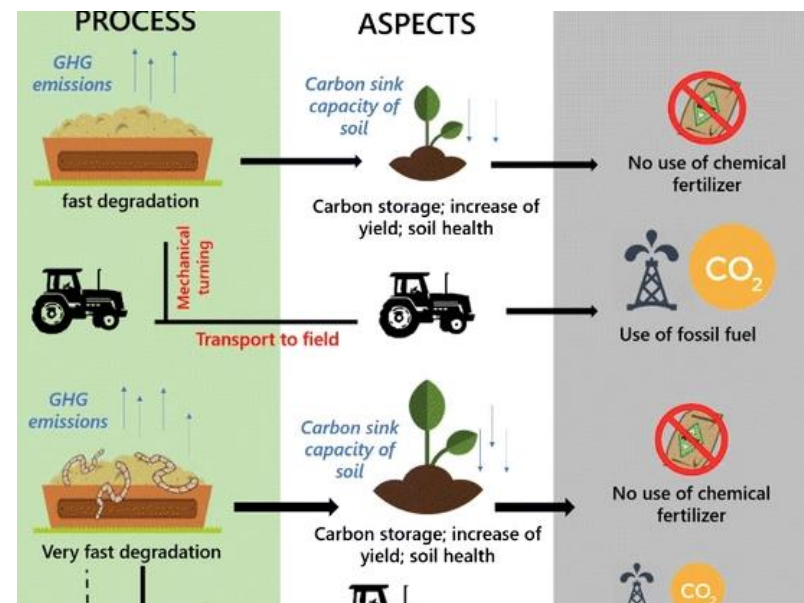 PROCESS
ASPECTS
GHG
emissions
Carbon sink
capacity of
soil
No use of chemical
fertilizer
fast degradation
Carbon storage; increase of
yield; soil health
Mechanical
turning
CO2
Transport to field
Use of fossil fuel
GHG
emissions
Carbon sink
capacity of
soil
No use of chemical
fertilizer
Very fast degradation
Carbon storage; increase of
yield; soil health
CO2